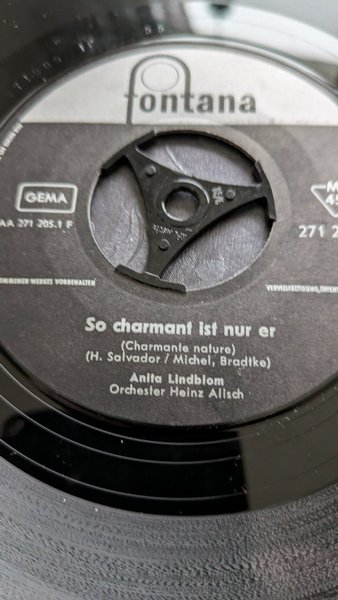 fontana
GEMA
AA 271 205.1 F
271 2
So charmant ist nur er
(Charmante nature)
(H. Salvador / Michel, Bradtke)
Anita Lindblom
Orchester Heinz Alisch